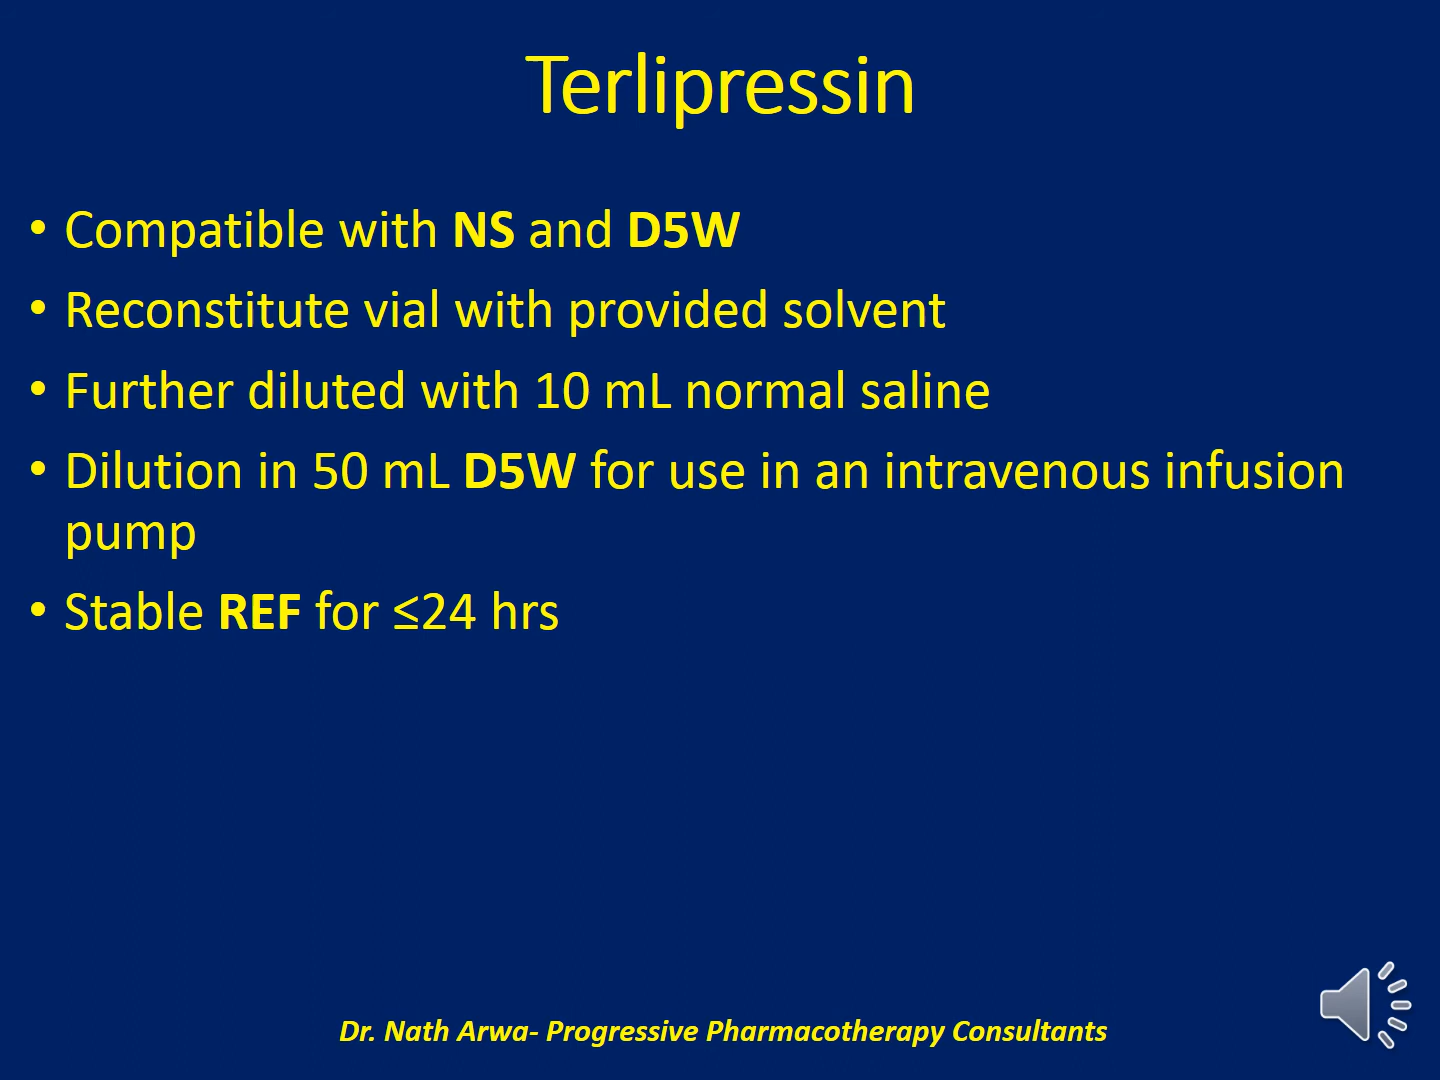 Terlipressin
• Compatible with NS and D5W
• Reconstitute vial with provided solvent
• Further diluted with 10 mL normal saline
• Dilution in 50 mL D5W for use in an intravenous infusion
pump
• Stable REF for ≤24 hrs
Dr. Nath Arwa- Progressive Pharmacotherapy Consultants